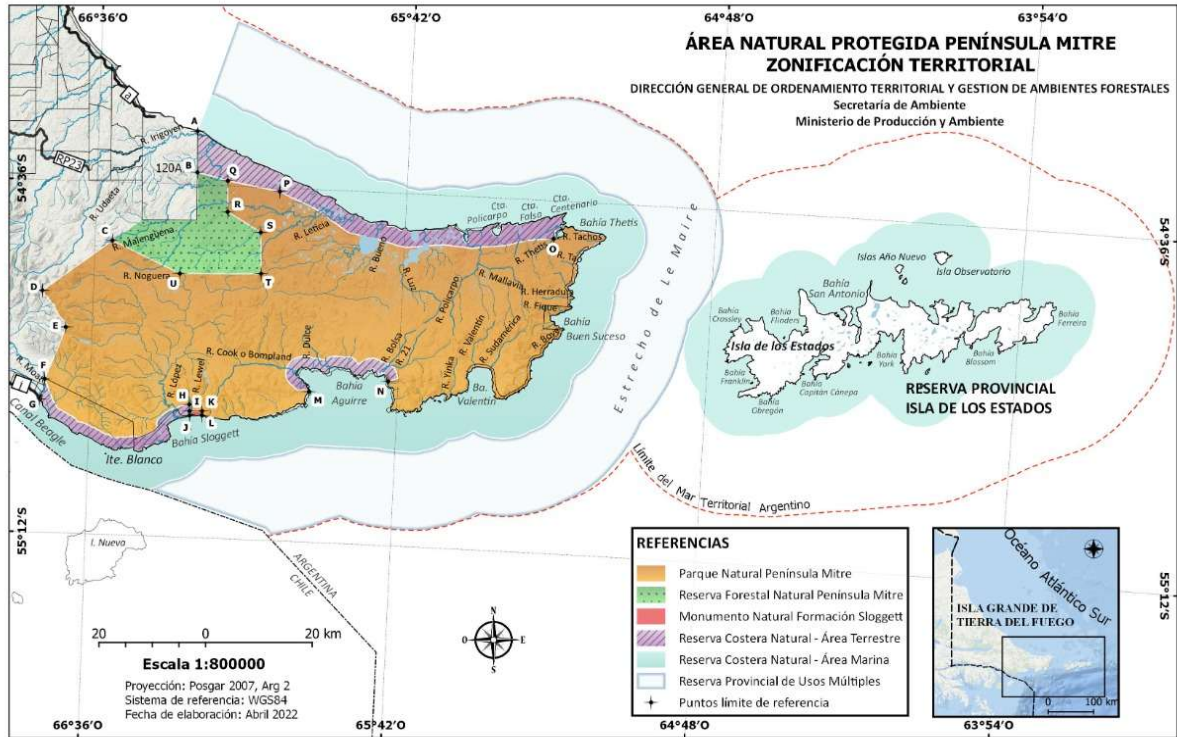 66°36'O
65°42'O
64°48'O
63°54'O
ÁREA NATURAL PROTEGIDA PENÍNSULA MITRE
ZONIFICACIÓN TERRITORIAL
DIRECCIÓN GENERAL DE ORDENAMIENTO TERRITORIAL Y GESTION DE AMBIENTES FORESTALES
Secretaría de Ambiente
Ministerio de Producción y Ambiente
54°36'S
54°36'S
55°12'S
55°12'S
a
A
R. Irigoyen
RP23
120A
B
Q
P
R
R. Udaeta
C
R. Malengüena
S
R. Leticia
R. Bueno
Cta.
Policarpo
Cta.
Falsa
Cta.
Centenario
Bahía Thetis
O
R. Tachos
R. Thetis
R. Tac
R. Noguera
U
T
D
R. Luz
R. Policarpo
R. Mallavia
R. Herradura
R. Fique
E
Bahía
Buen Suceso
R. Bove
R. Valentín
R. Sudamérica
R. Cook o Bompland
R. Dulce
R. Bolsa
R. 21
R. Yinka
Ba.
Valentín
F
R. Moat
J
G
R. López
R. Lewri
H
I
K
J
L
M
Bahía
Aguirre
N
Canal Beagle
Bahía Sloggett
Ite. Blanco
Estrecho de Le Maire
Islas Año Nuevo
Isla Observatorio
Bahía
San Antonio
Bahía
Crossley
Bahía
Flinders
Bahía
Ferreira
Isla de los Estados
Bahía
York
Bahía
Blossom
Bahía
Franklin
Bahía
Capitán Cánepa
Bahía
Obregón
RESERVA PROVINCIAL
ISLA DE LOS ESTADOS
Límite del Mar Territorial Argentino
I. Nueva
ARGENTINA
CHILE
20 0 20 km
Escala 1:800000
Proyección: Posgar 2007, Arg 2
Sistema de referencia: WGS84
Fecha de elaboración: Abril 2022
N
O
E
S
REFERENCIAS
Parque Natural Península Mitre
Reserva Forestal Natural Península Mitre
Monumento Natural Formación Sloggett
Reserva Costera Natural - Área Terrestre
Reserva Costera Natural - Área Marina
Reserva Provincial de Usos Múltiples
Puntos límite de referencia
Océano Atlántico Sur
ISLA GRANDE DE
TIERRA DEL FUEGO
0 100 km
66°36'O
65°42'O
64°48'O
63°54'O